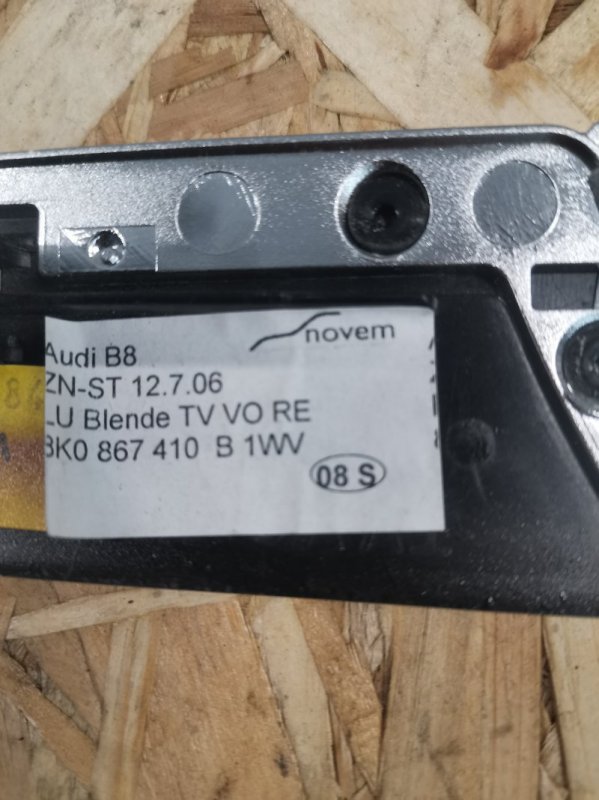 novem
Audi B8
ZN-ST 12.7.06
LU Blende TV VO RE
8K0 867 410 B 1WV
08 S